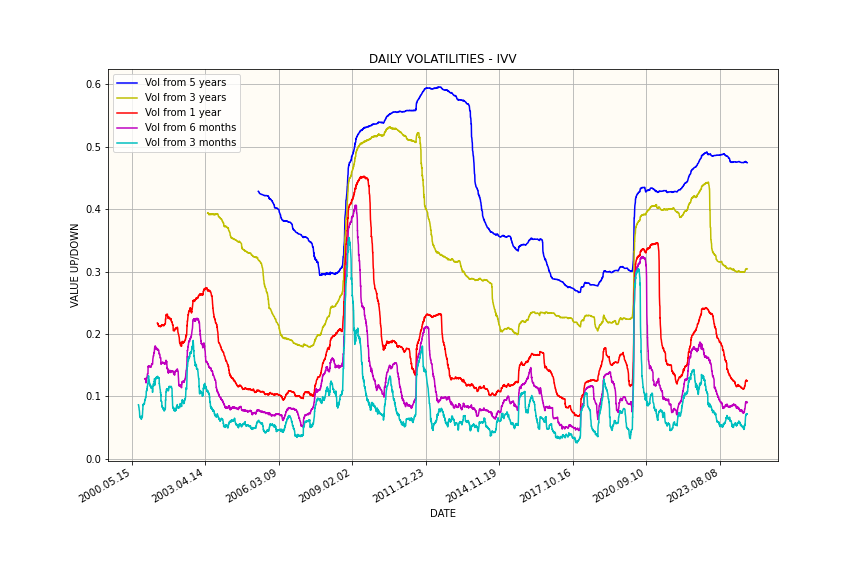 DAILY VOLATILITIES - IVV
Vol from 5 years
Vol from 3 years
Vol from 1 year
Vol from 6 months
Vol from 3 months
VALUE UP/DOWN
0.6
0.5
0.4
0.3
0.2
0.1
0.0
2000.05.15
2003.04.14
2006.03.09
2009.02.02
2011.12.23
2014.11.19
2017.10.16
2020.09.10
2023.08.08
DATE